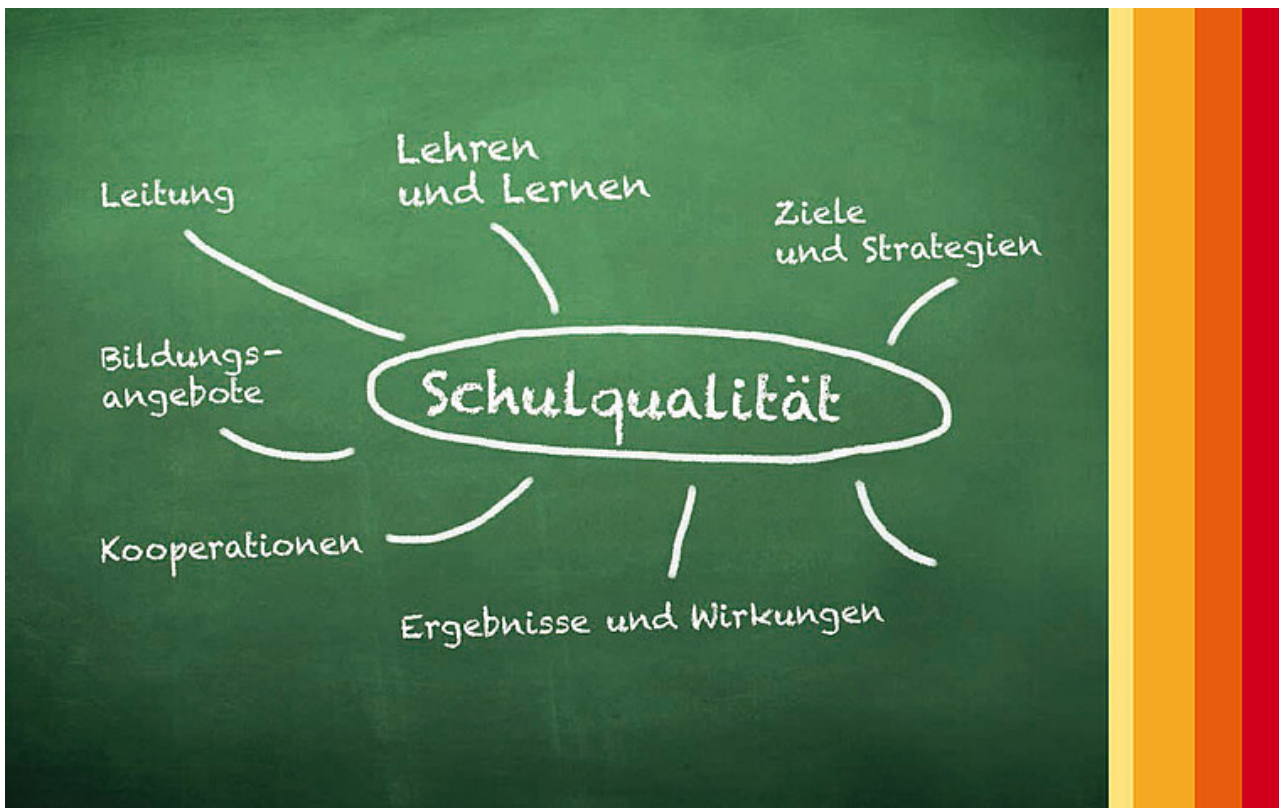 Lehren
und Lernen
Leitung
Ziele
und Strategien
Bildungs-
angebote
Schulqualität
Kooperationen
Ergebnisse und Wirkungen